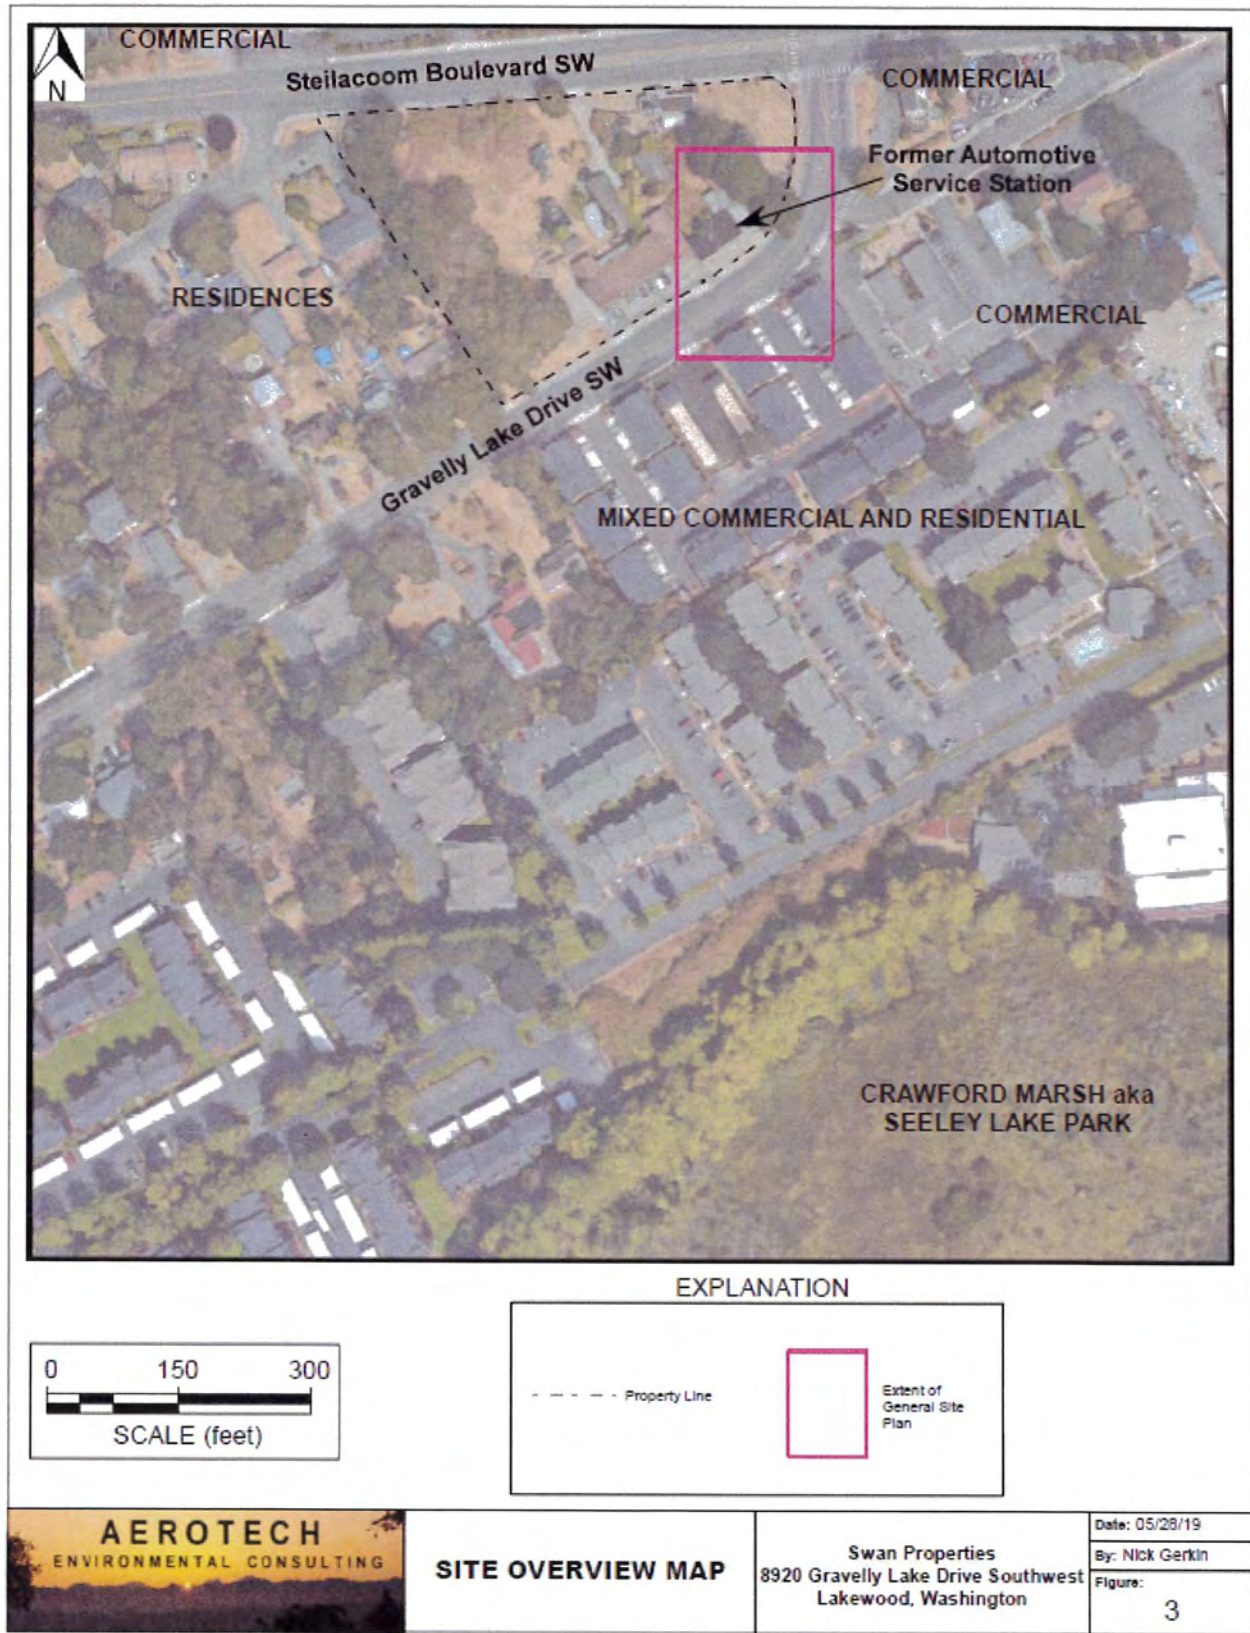 N
COMMERCIAL
Steilacoom Boulevard SW
COMMERCIAL
Former Automotive
Service Station
RESIDENCES
COMMERCIAL
Gravelly Lake Drive SW
MIXED COMMERCIAL AND RESIDENTIAL
CRAWFORD MARSH aka
SEELEY LAKE PARK
EXPLANATION
0 150 300
SCALE (feet)
Property Line
Extent of
General Site
Plan
AEROTECH
ENVIRONMENTAL CONSULTING
SITE OVERVIEW MAP
Swan Properties
8920 Gravelly Lake Drive Southwest
Lakewood, Washington
Date: 05/28/19
By: Nick Gerkin
Figure:
3